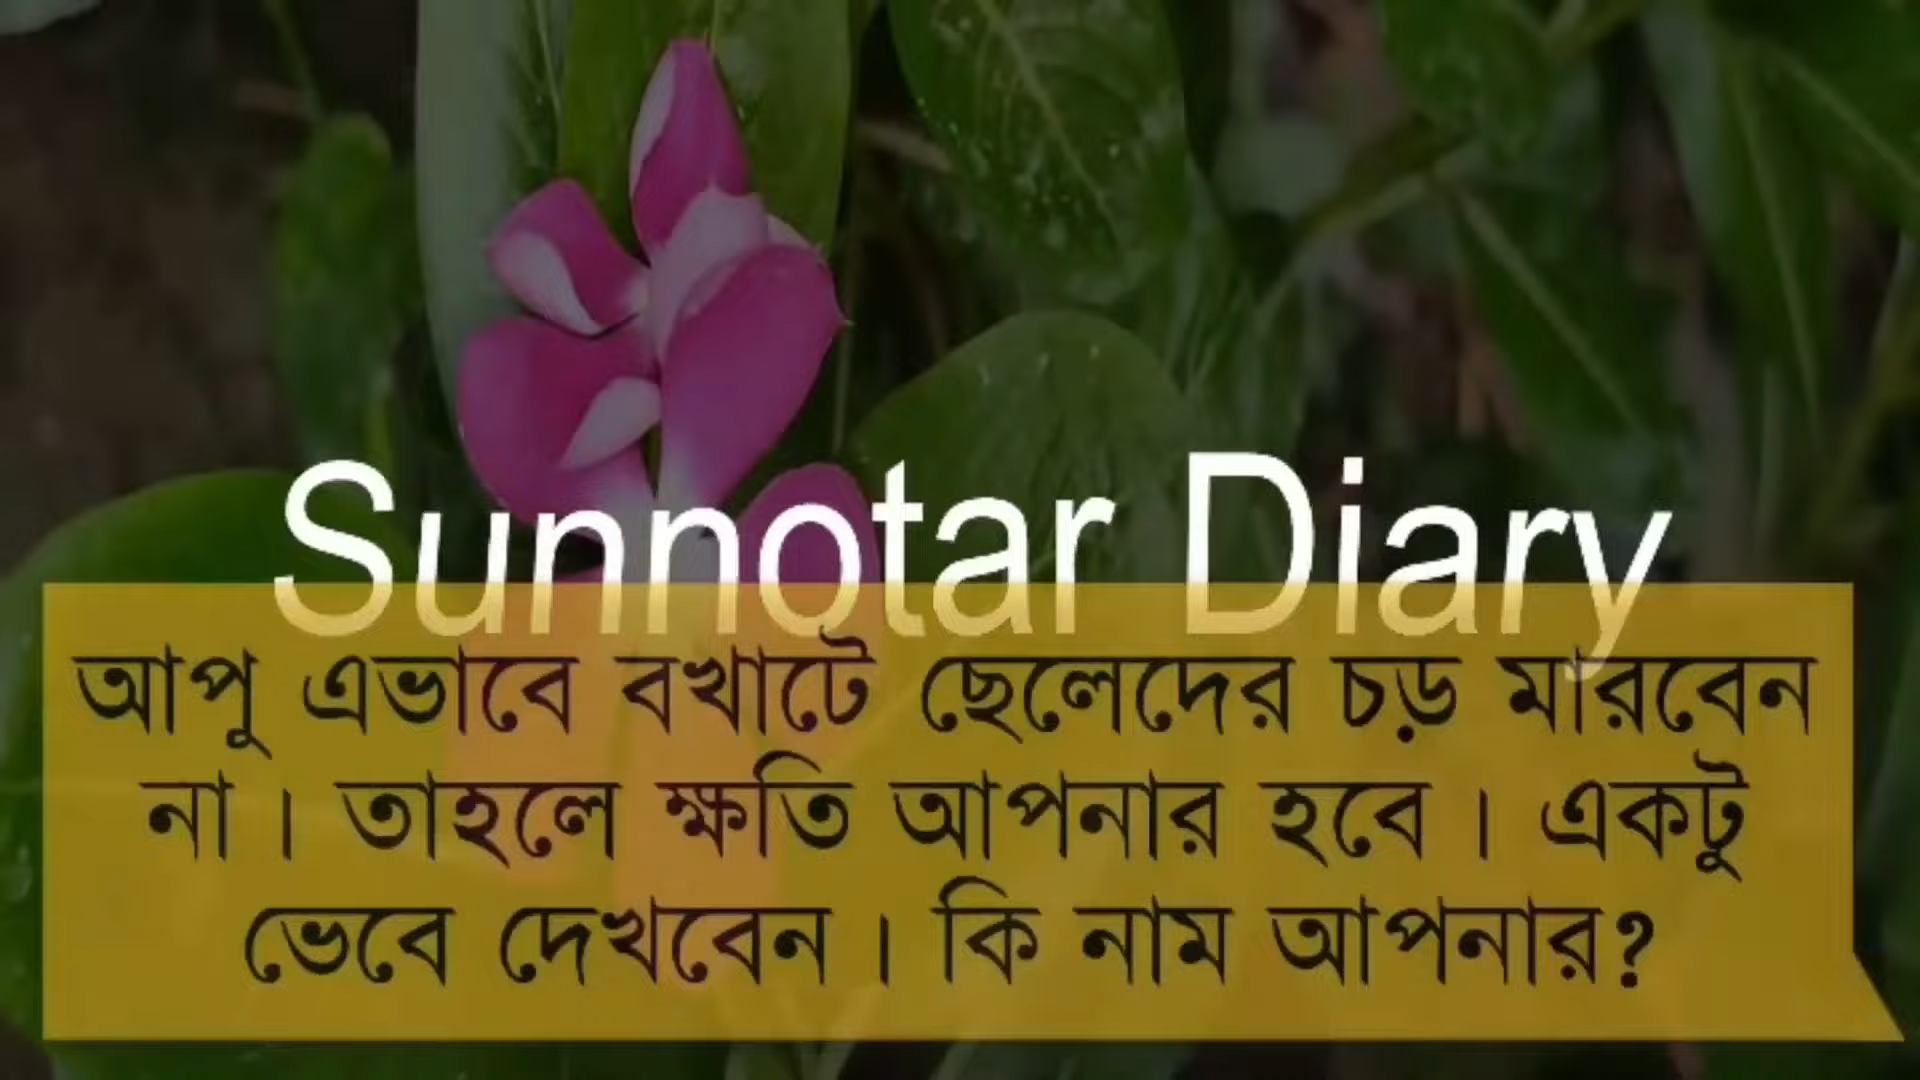 Sunnotar Diary
আপু এভাবে বখাটে ছেলেদের চড় মারবেন
না। তাহলে ক্ষতি আপনার হবে। একটু
ভেবে দেখবেন। কি নাম আপনার?